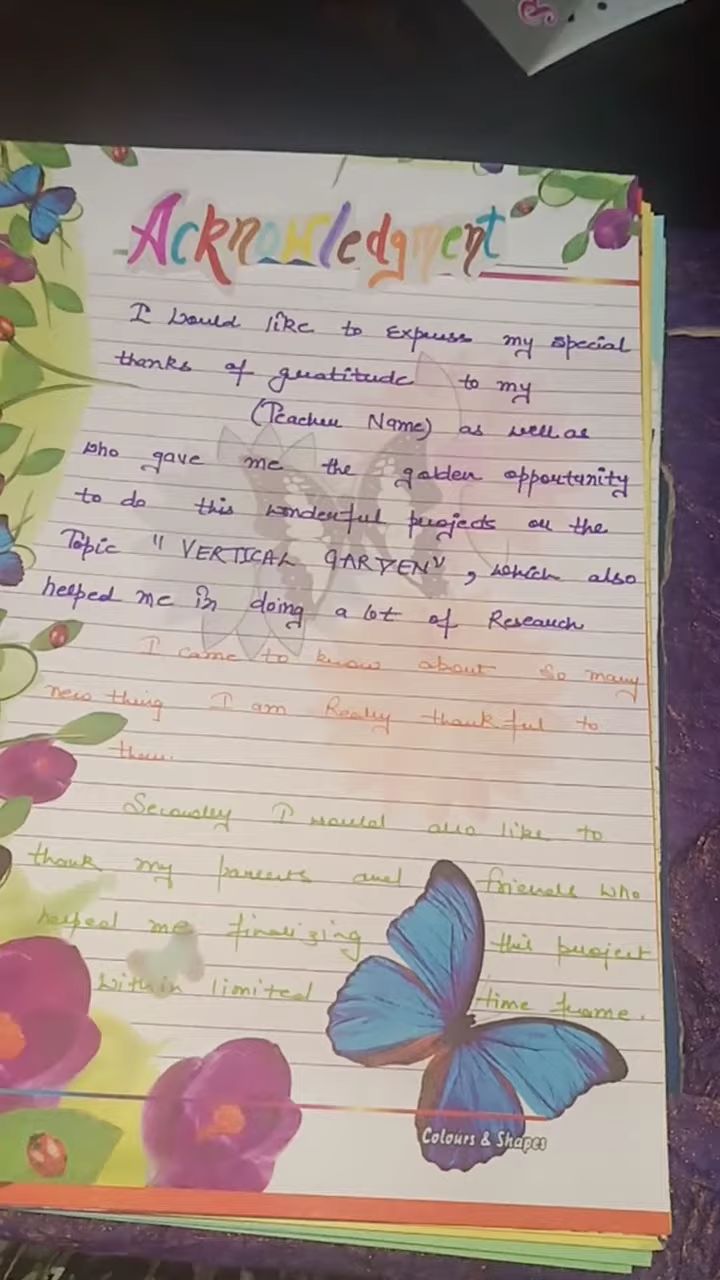 Acknowledgment
I would like to express my special
thanks of gratitude to my
(Teacher Name) as well as
who gave me the golden opportunity
to do this wonderful projects on the
Topic "VERTICAL GARDEN", which also
helped me in doing a lot of Research
I came to know about so many
new thing I am Really thankful to
them.
Secondly I would also like to
thank my parents and friends who
helped me finalizing this project
within limited time frame.
Colours & Shapes